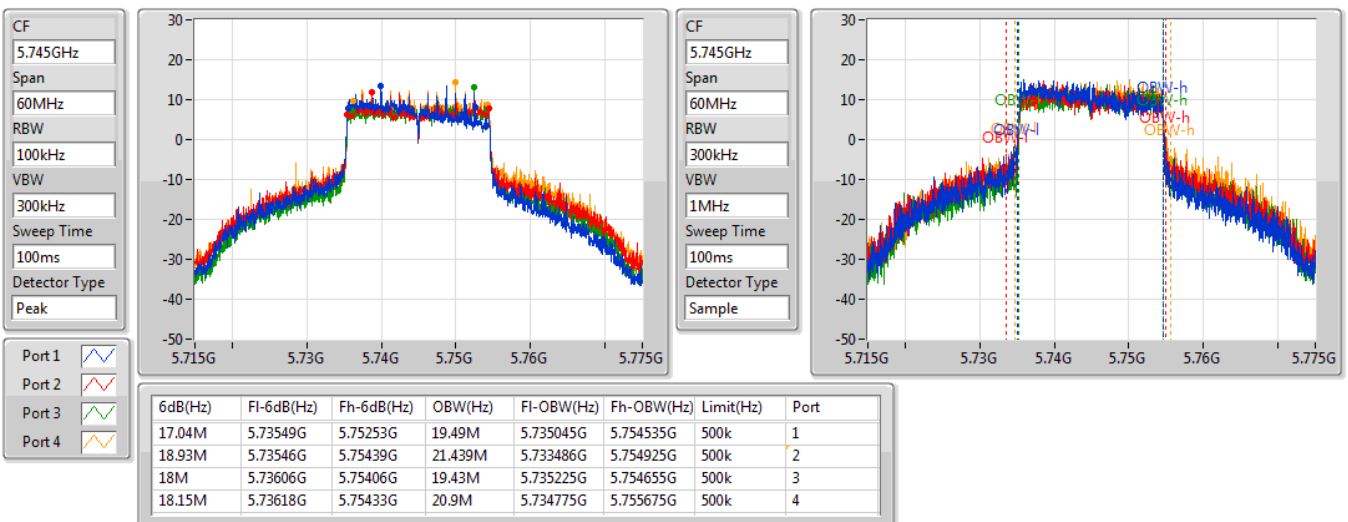 CF
5.745GHz
Span
60MHz
RBW
100kHz
VBW
300kHz
Sweep Time
100ms
Detector Type
Peak
30
20
10
0
-10
-20
-30
-40
-50
5.715G 5.73G 5.74G 5.75G 5.76G 5.775G
CF
5.745GHz
Span
60MHz
RBW
300kHz
VBW
1MHz
Sweep Time
100ms
Detector Type
Sample
30
20
10
0
-10
-20
-30
-40
-50
OBW-h
OBW-h
OBW-h
OBW-h
OBW-l
OBW-l
5.715G 5.73G 5.74G 5.75G 5.76G 5.775G
Port 1
Port 2
Port 3
Port 4
6dB(Hz) Fl-6dB(Hz) Fh-6dB(Hz) OBW(Hz) Fl-OBW(Hz) Fh-OBW(Hz) Limit(Hz) Port
17.04M 5.73549G 5.75253G 19.49M 5.735045G 5.754535G 500k 1
18.93M 5.73546G 5.75439G 21.439M 5.733486G 5.754925G 500k 2
18M 5.73606G 5.75406G 19.43M 5.735225G 5.754655G 500k 3
18.15M 5.73618G 5.75433G 20.9M 5.734775G 5.755675G 500k 4